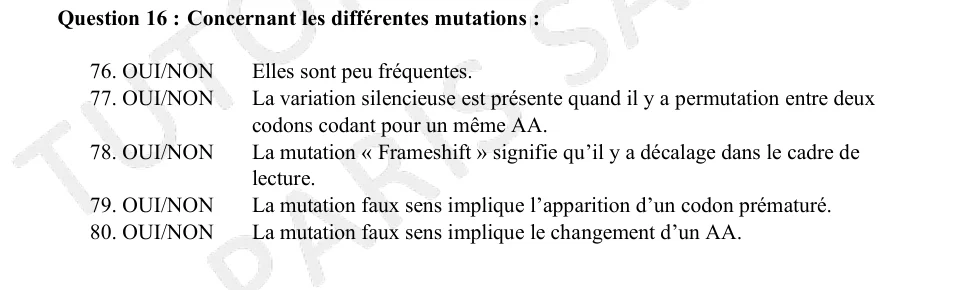 Question 16 : Concernant les différentes mutations :
76. OUI/NON Elles sont peu fréquentes.
77. OUI/NON La variation silencieuse est présente quand il y a permutation entre deux
codons codant pour un même AA.
78. OUI/NON La mutation « Frameshift » signifie qu'il y a décalage dans le cadre de
lecture.
79. OUI/NON La mutation faux sens implique l'apparition d'un codon prématuré.
80. OUI/NON La mutation faux sens implique le changement d'un AA.